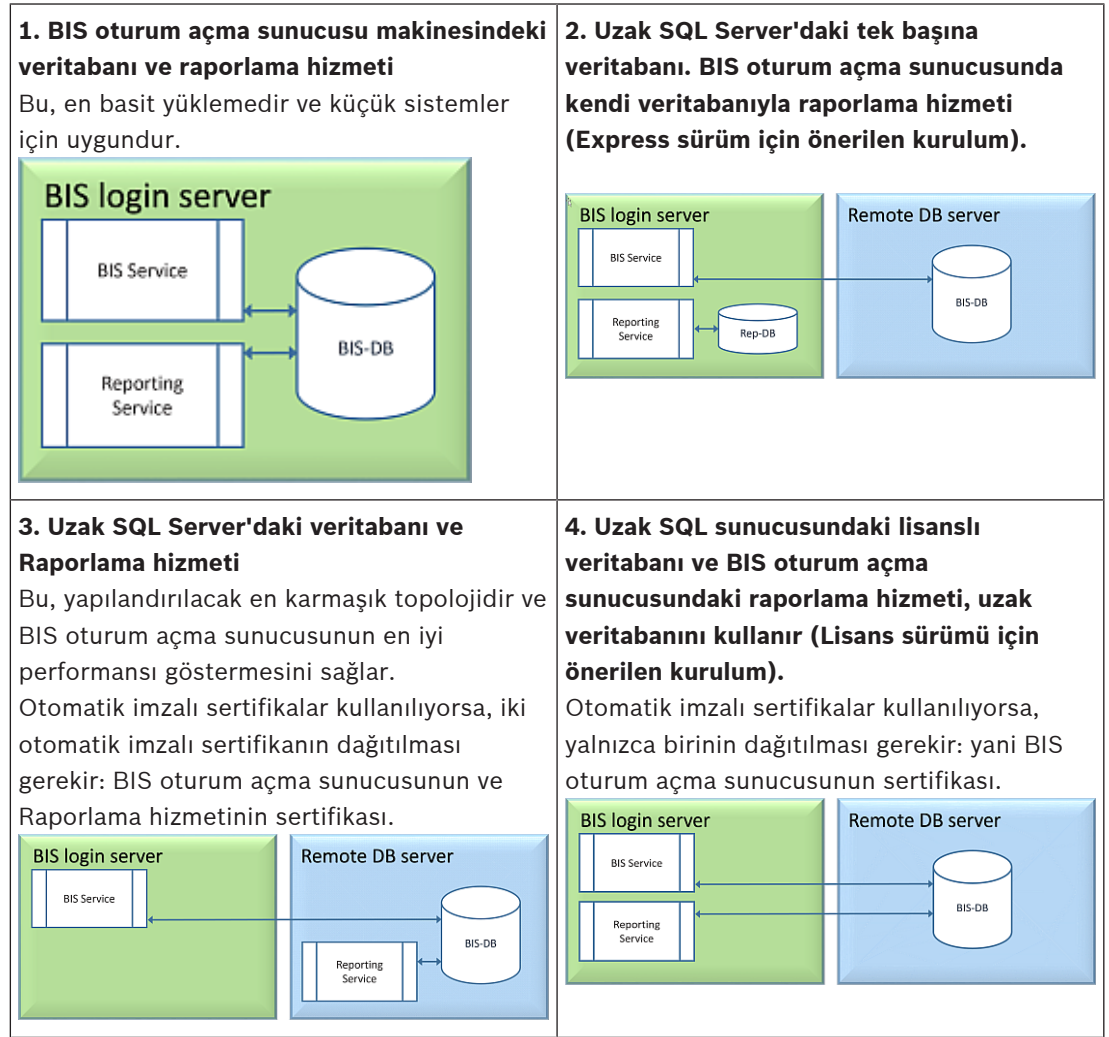 1. BIS oturum açma sunucusu makinesindeki
veritabanı ve raporlama hizmeti
Bu, en basit yüklemedir ve küçük sistemler
için uygundur.
BIS login server
BIS Service
BIS-DB
Reporting
Service
2. Uzak SQL Server'daki tek başına
veritabanı. BIS oturum açma sunucusunda
kendi veritabanıyla raporlama hizmeti
(Express sürüm için önerilen kurulum).
BIS login server
BIS Service
Reporting
Service
Rep-DB
Remote DB server
BIS-DB
3. Uzak SQL Server'daki veritabanı ve
Raporlama hizmeti
Bu, yapılandırılacak en karmaşık topolojidir ve
BIS oturum açma sunucusunun en iyi
performansı göstermesini sağlar.
Otomatik imzalı sertifikalar kullanılıyorsa, iki
otomatik imzalı sertifikanın dağıtılması
gerekir: BIS oturum açma sunucusunun ve
Raporlama hizmetinin sertifikası.
BIS login server
BIS Service
Remote DB server
BIS-DB
Reporting
Service
4. Uzak SQL sunucusundaki lisanslı
veritabanı ve BIS oturum açma
sunucusundaki raporlama hizmeti, uzak
veritabanını kullanır (Lisans sürümü için
önerilen kurulum).
Otomatik imzalı sertifikalar kullanılıyorsa,
yalnızca birinin dağıtılması gerekir: yani BIS
oturum açma sunucusunun sertifikası.
BIS login server
BIS Service
Reporting
Service
Remote DB server
BIS-DB